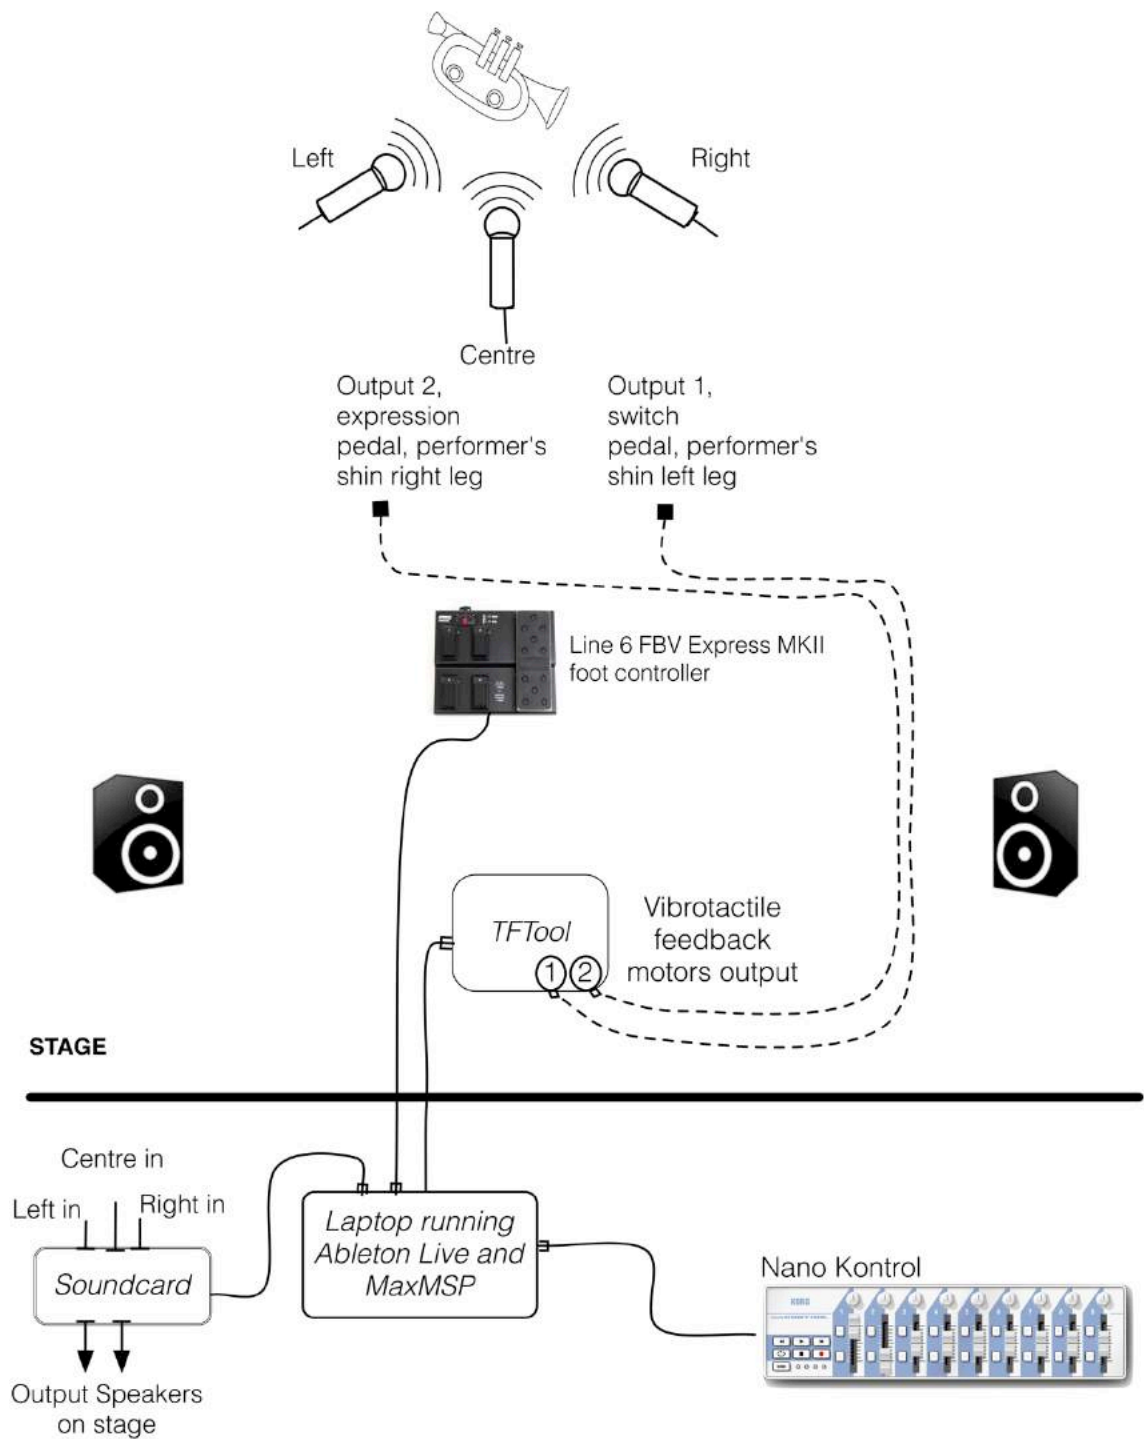 Left
Right
Centre
Output 2,
expression
pedal, performer's
shin right leg
Output 1,
switch
pedal, performer's
shin left leg
Line 6 FBV Express MKII
foot controller
TFTool
1 2
Vibrotactile
feedback
motors output
STAGE
Centre in
Left in
Right in
Soundcard
Output Speakers
on stage
Laptop running
Ableton Live and
MaxMSP
Nano Kontrol
KORG